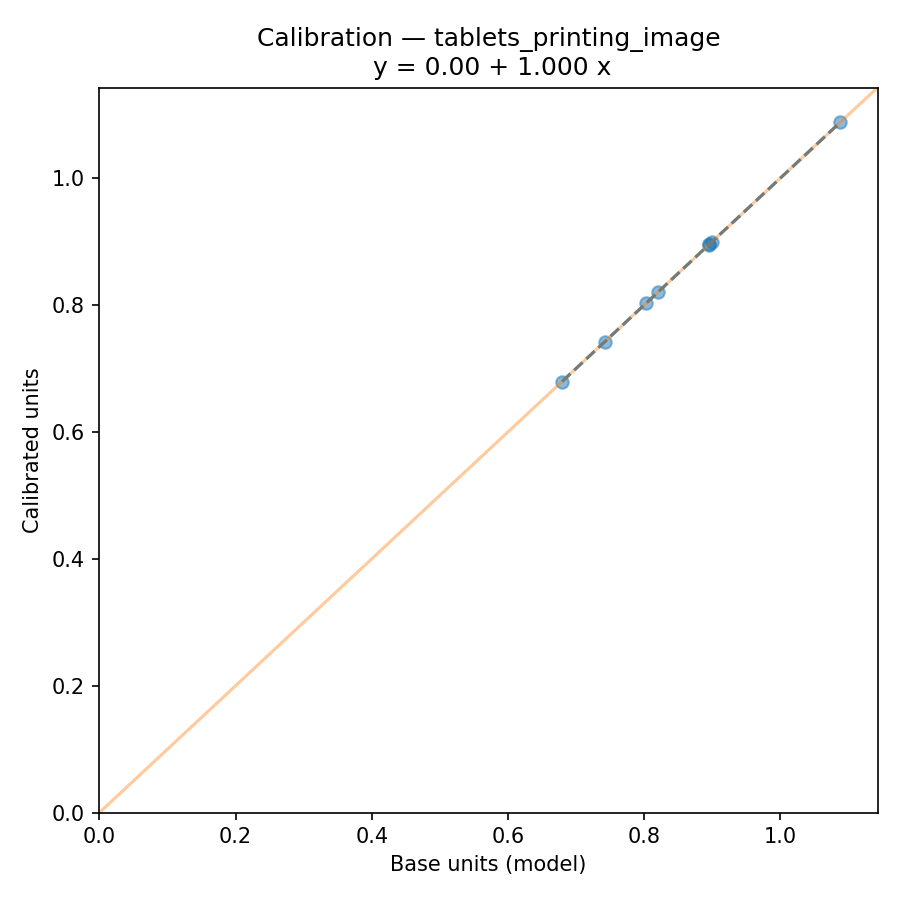 Calibration — tablets_printing_image
y = 0.00 + 1.000 x
1.0
0.8
0.6
0.4
0.2
0.0
Calibrated units
0.0 0.2 0.4 0.6 0.8 1.0
Base units (model)